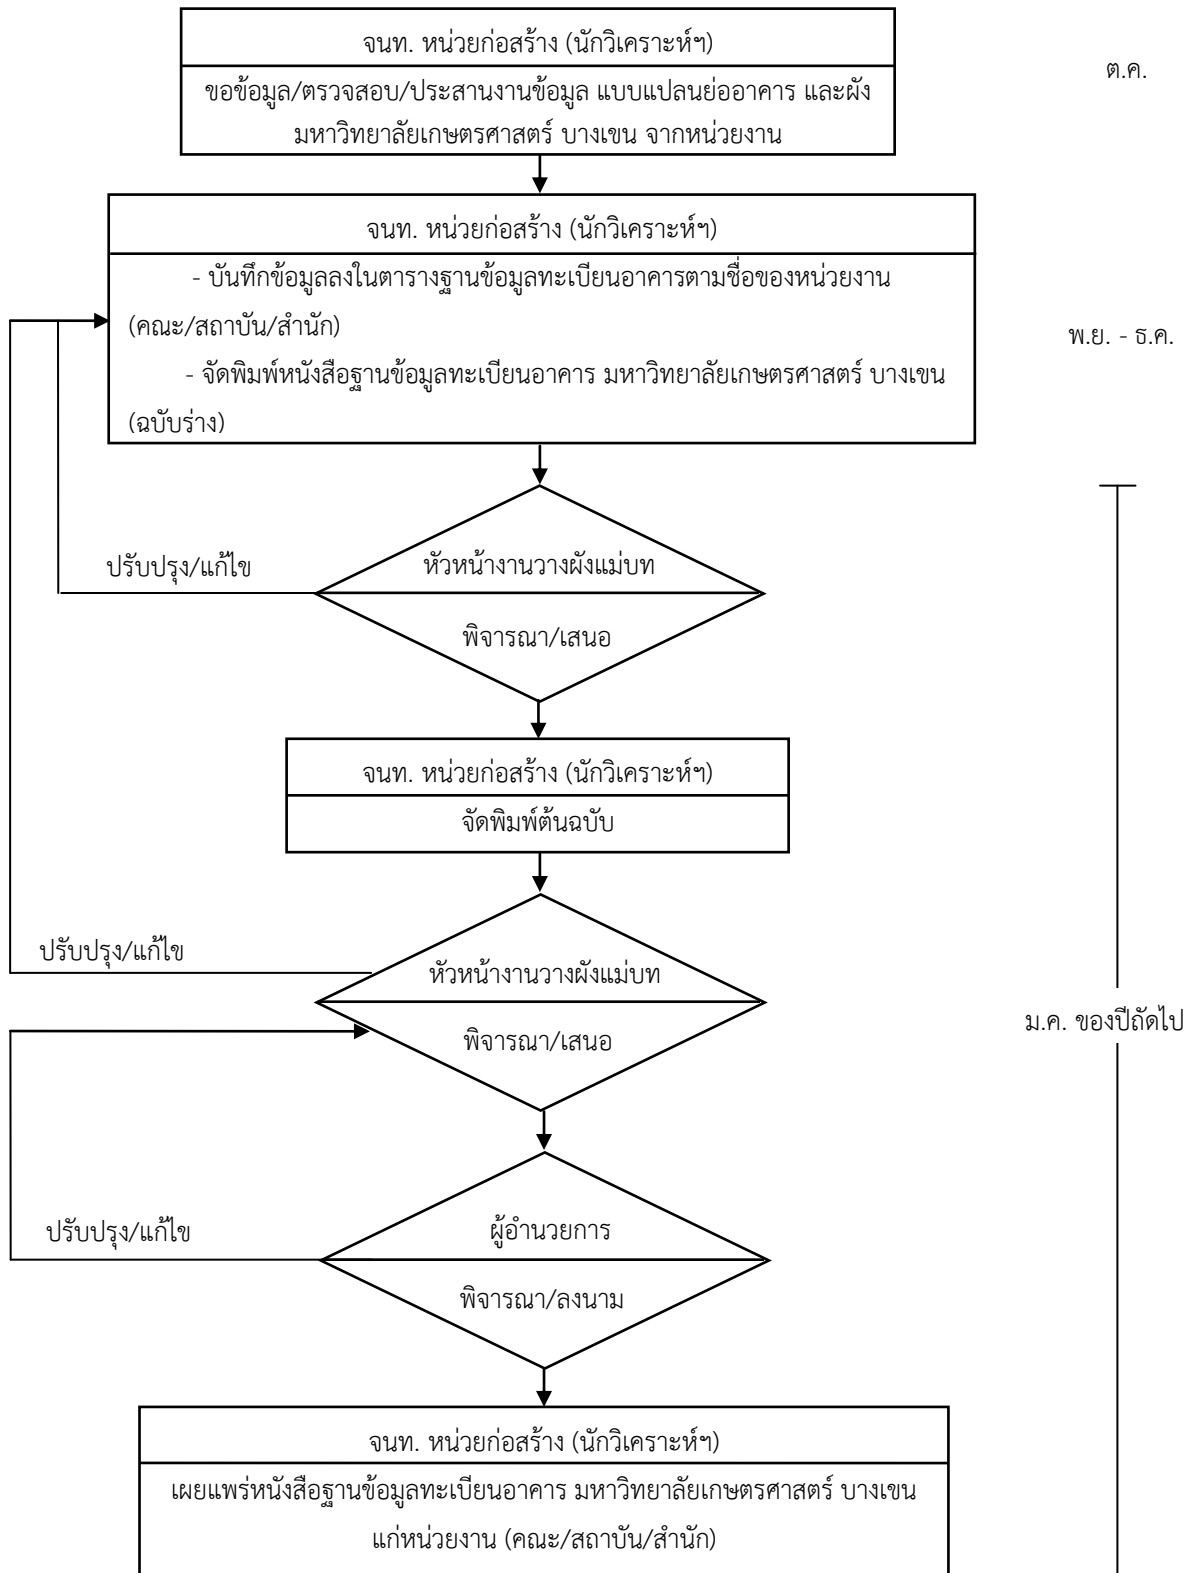 จนท. หน่วยก่อสร้าง (นักวิเคราะห์ฯ)
ต.ค.
ขอข้อมูล/ตรวจสอบ/ประสานงานข้อมูล แบบแปลนย่ออาคาร และผัง
มหาวิทยาลัยเกษตรศาสตร์ บางเขน จากหน่วยงาน
จนท. หน่วยก่อสร้าง (นักวิเคราะห์ฯ)
- บันทึกข้อมูลลงในตารางฐานข้อมูลทะเบียนอาคารตามชื่อของหน่วยงาน
(คณะ/สถาบัน/สำนัก)
พ.ย. - ธ.ค.
- จัดพิมพ์หนังสือฐานข้อมูลทะเบียนอาคาร มหาวิทยาลัยเกษตรศาสตร์ บางเขน
(ฉบับร่าง)
ปรับปรุง/แก้ไข
หัวหน้างานวางผังแม่บท
พิจารณา/เสนอ
จนท. หน่วยก่อสร้าง (นักวิเคราะห์ฯ)
จัดพิมพ์ต้นฉบับ
ปรับปรุง/แก้ไข
หัวหน้างานวางผังแม่บท
ม.ค. ของปีถัดไป
พิจารณา/เสนอ
ปรับปรุง/แก้ไข
ผู้อำนวยการ
พิจารณา/ลงนาม
จนท. หน่วยก่อสร้าง (นักวิเคราะห์ฯ)
เผยแพร่หนังสือฐานข้อมูลทะเบียนอาคาร มหาวิทยาลัยเกษตรศาสตร์ บางเขน
แก่หน่วยงาน (คณะ/สถาบัน/สำนัก)